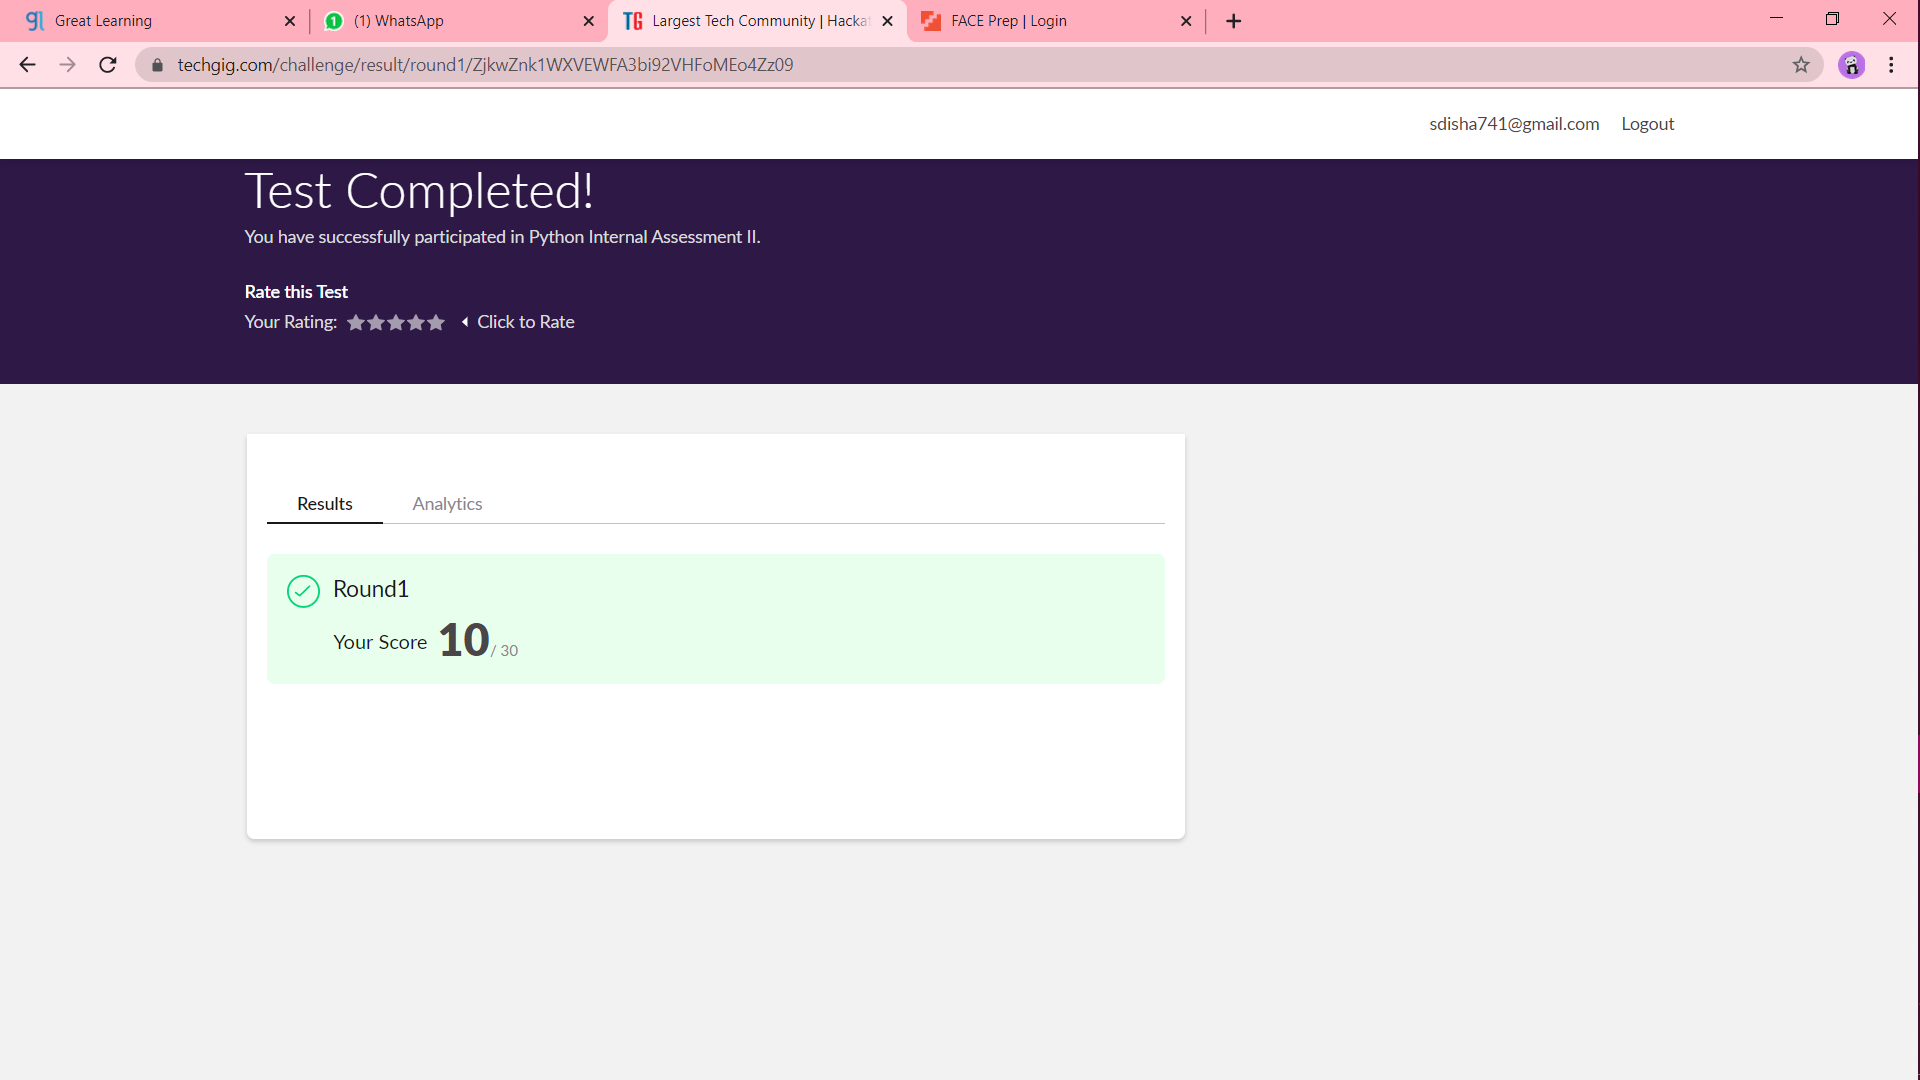 Great Learning
(1) WhatsApp
Largest Tech Community | Hacka
FACE Prep | Login
techgig.com/challenge/result/round1/ZjkwZnk1WXVEWFA3bi92VHFoMEo4Zz09
sdisha741@gmail.com Logout
Test Completed!
You have successfully participated in Python Internal Assessment II.
Rate this Test
Your Rating: Click to Rate
Results Analytics
Round1
Your Score 10 / 30